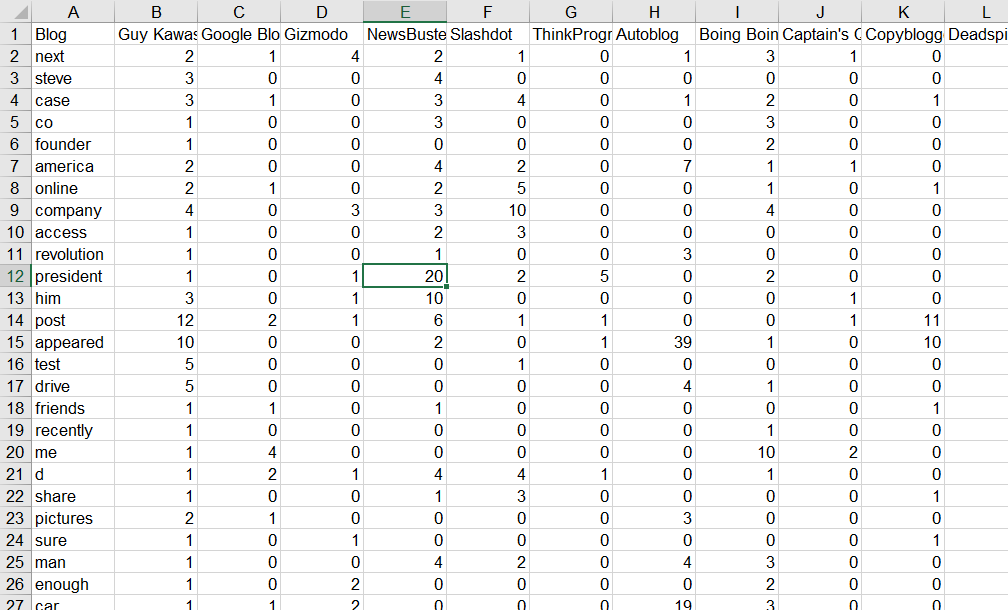 A B C D E F G H I J K L
1 Blog Guy Kawas Google Blo Gizmodo NewsBuste Slashdot ThinkProgr Autoblog Boing Boin Captain's Copyblogg Deadspi
2 next 2 1 4 2 1 0 1 3 1 0
3 steve 3 0 0 4 0 0 0 0 0 0
4 case 3 1 0 3 4 0 1 2 0 1
5 co 1 0 0 3 0 0 0 3 0 0
6 founder 1 0 0 0 0 0 0 2 0 0
7 america 2 0 0 4 2 0 7 1 1 0
8 online 2 1 0 2 5 0 0 1 0 1
9 company 4 0 3 3 10 0 0 4 0 0
10 access 1 0 0 2 3 0 0 0 0 0
11 revolution 1 0 0 1 0 0 3 0 0 0
12 president 1 0 1 20 2 5 0 2 0 0
13 him 3 0 1 10 0 0 0 0 1 0
14 post 12 2 1 6 1 1 0 0 1 11
15 appeared 10 0 0 2 0 1 39 1 0 10
16 test 5 0 0 0 1 0 0 0 0 0
17 drive 5 0 0 0 0 0 4 1 0 0
18 friends 1 1 0 1 0 0 0 0 0 1
19 recently 1 0 0 0 0 0 0 1 0 0
20 me 1 4 0 0 0 0 0 10 2 0
21 d 1 2 1 4 4 1 0 1 0 0
22 share 1 0 0 1 3 0 0 0 0 1
23 pictures 2 1 0 0 0 0 3 0 0 0
24 sure 1 0 1 0 0 0 0 0 0 1
25 man 1 0 0 4 2 0 4 3 0 0
26 enough 1 0 2 0 0 0 0 2 0 0
27 car 1 1 2 0 0 0 19 3 0 0